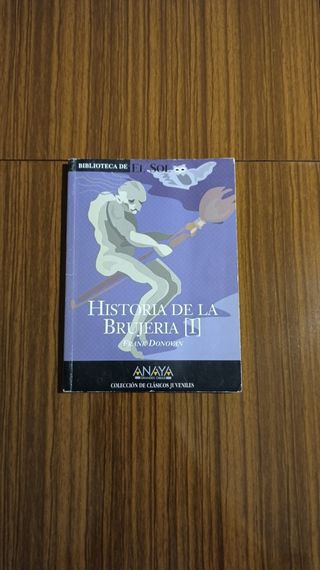 BIBLIOTECA DE EL SOL
HISTORIA DE LA
BRUJERIA [I]
FRANK DONOVAN
ANAYA
COLECCIÓN DE CLÁSICOS JUVENILES